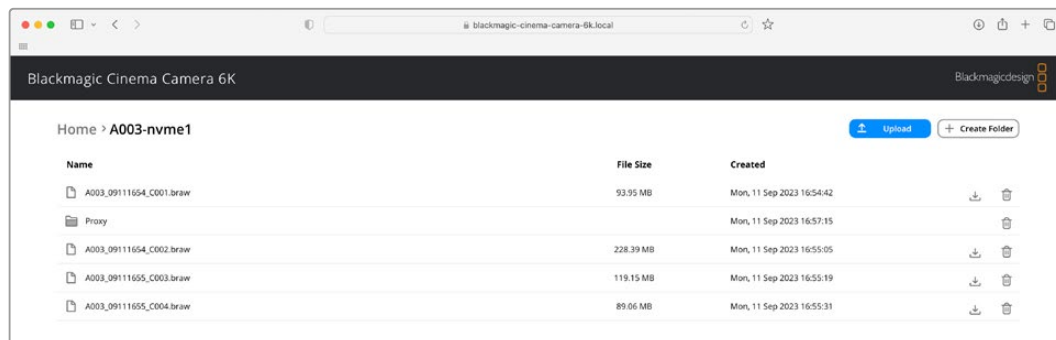 blackmagic-cinema-camera-6k.local
Blackmagic Cinema Camera 6K
Blackmagicdesign
Home > A003-nvme1
Upload
+ Create Folder
Name File Size Created
A003_09111654_C001.braw 93.95 MB Mon, 11 Sep 2023 16:54:42
Proxy Mon, 11 Sep 2023 16:57:15
A003_09111654_C002.braw 228.39 MB Mon, 11 Sep 2023 16:55:05
A003_09111655_C003.braw 119.15 MB Mon, 11 Sep 2023 16:55:19
A003_09111655_C004.braw 89.06 MB Mon, 11 Sep 2023 16:55:31